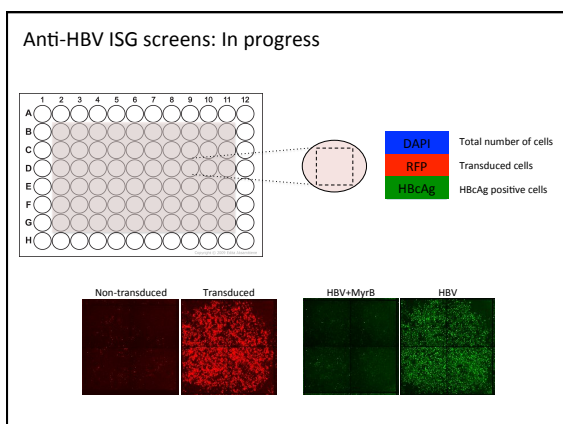 Anti-HBV ISG screens: In progress
1 2 3 4 5 6 7 8 9 10 11 12
A
B
C
D
E
F
G
H
DAPI Total number of cells
RFP Transduced cells
HBcAg HBcAg positive cells
Non-transduced Transduced HBV+MyrB HBV